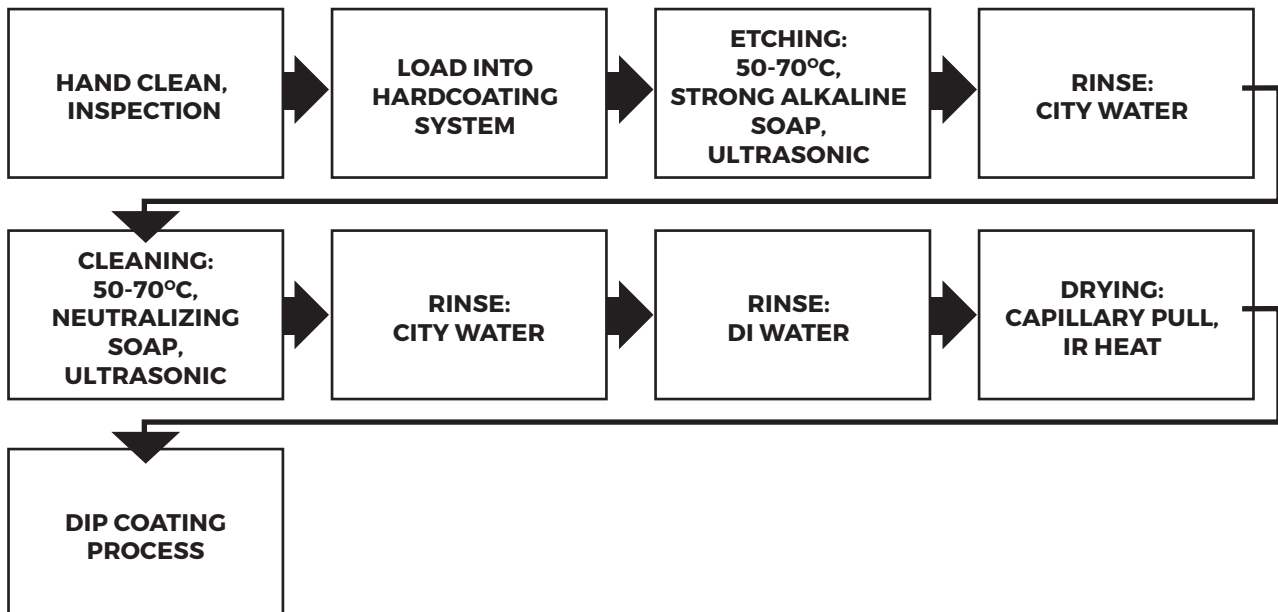 HAND CLEAN,
INSPECTION
LOAD INTO
HARDCOATING
SYSTEM
ETCHING:
50-70°C,
STRONG ALKALINE
SOAP,
ULTRASONIC
RINSE:
CITY WATER
CLEANING:
50-70°C,
NEUTRALIZING
SOAP,
ULTRASONIC
RINSE:
CITY WATER
RINSE:
DI WATER
DRYING:
CAPILLARY PULL,
IR HEAT
DIP COATING
PROCESS